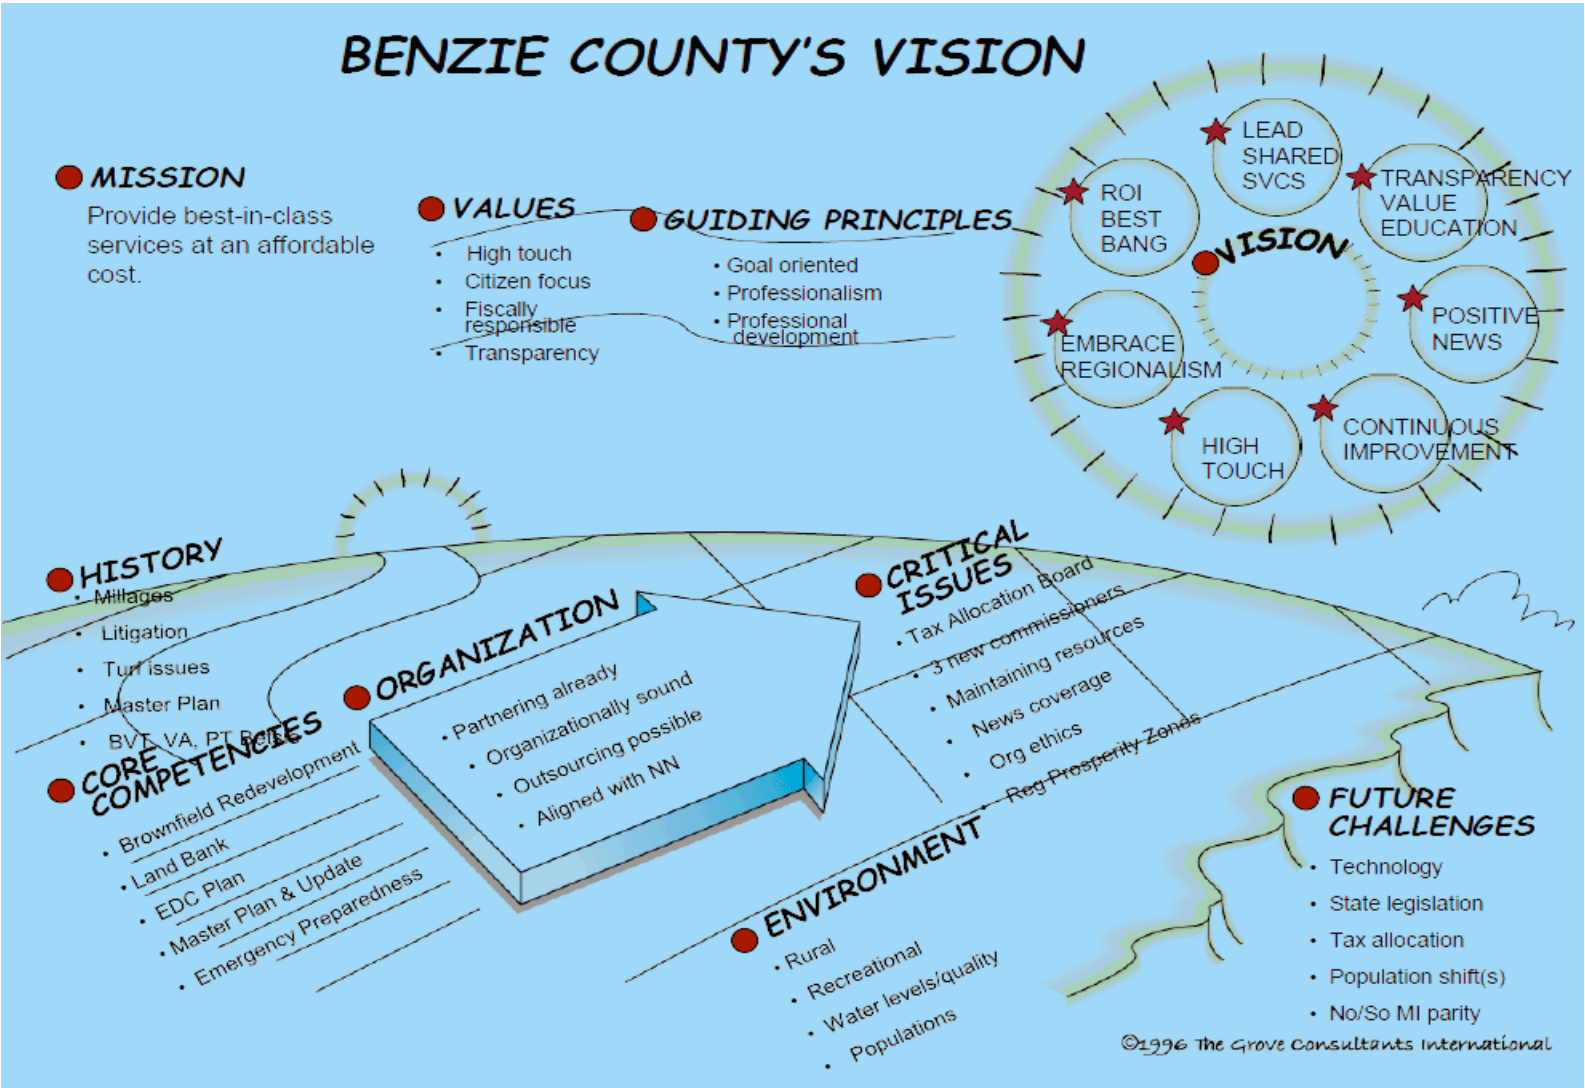 BENZIE COUNTY'S VISION
MISSION
Provide best-in-class
services at an affordable
cost.
VALUES
• High touch
• Citizen focus
• Fiscally
responsible
• Transparency
GUIDING PRINCIPLES
• Goal oriented
• Professionalism
• Professional
development
VISION
LEAD
SHARED
SVCS
TRANSPARENCY
VALUE
EDUCATION
POSITIVE
NEWS
CONTINUOUS
IMPROVEMENT
HIGH
TOUCH
EMBRACE
REGIONALISM
ROI
BEST
BANG
HISTORY
• Millages
• Litigation
• Turf issues
• Master Plan
• BVT, VA, PT
CORE
COMPETENCIES
• Brownfield Redevelopment
• Land Bank
• EDC Plan
• Master Plan & Update
• Emergency Preparedness
ORGANIZATION
• Partnering already
• Organizationally sound
• Outsourcing possible
• Aligned with NN
CRITICAL
ISSUES
• Tax Allocation Board
• 3 new commissioners
• Maintaining resources
• News coverage
• Org ethics
• Reg Prosperity Zones
ENVIRONMENT
• Rural
• Recreational
• Water levels/quality
• Populations
FUTURE
CHALLENGES
• Technology
• State legislation
• Tax allocation
• Population shift(s)
• No/So MI parity
©1996 The Grove Consultants International